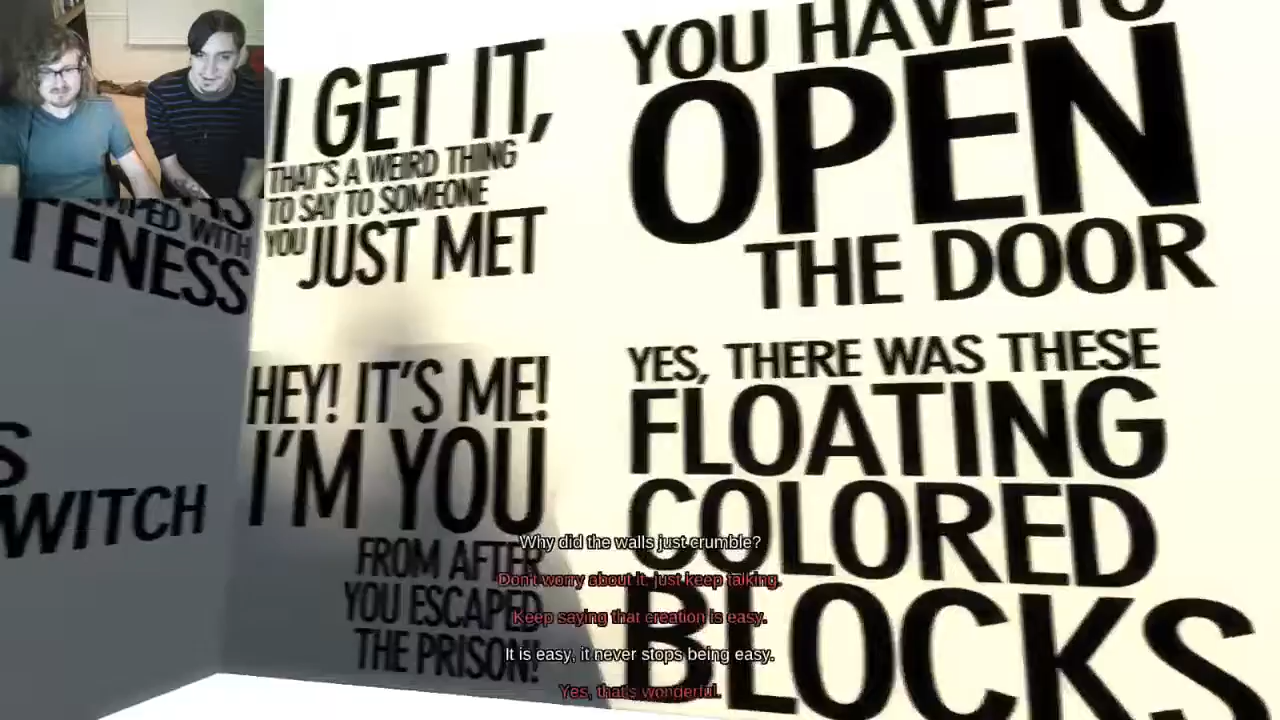 TENESS
S
WITCH
I GET IT,
THAT'S A WEIRD THING
TO SAY TO SOMEONE
YOU JUST MET
HEY! IT'S ME!
I'M YOU
FROM AFTER
YOU ESCAPED
THE PRISON!
YOU HAVE TO
OPEN
THE DOOR
YES, THERE WAS THESE
FLOATING
COLORED
BLOCKS
Why did the walls just crumble?
Don't worry about it, just keep talking.
Keep saying that creation is easy.
It is easy, it never stops being easy.
Yes, that's wonderful.